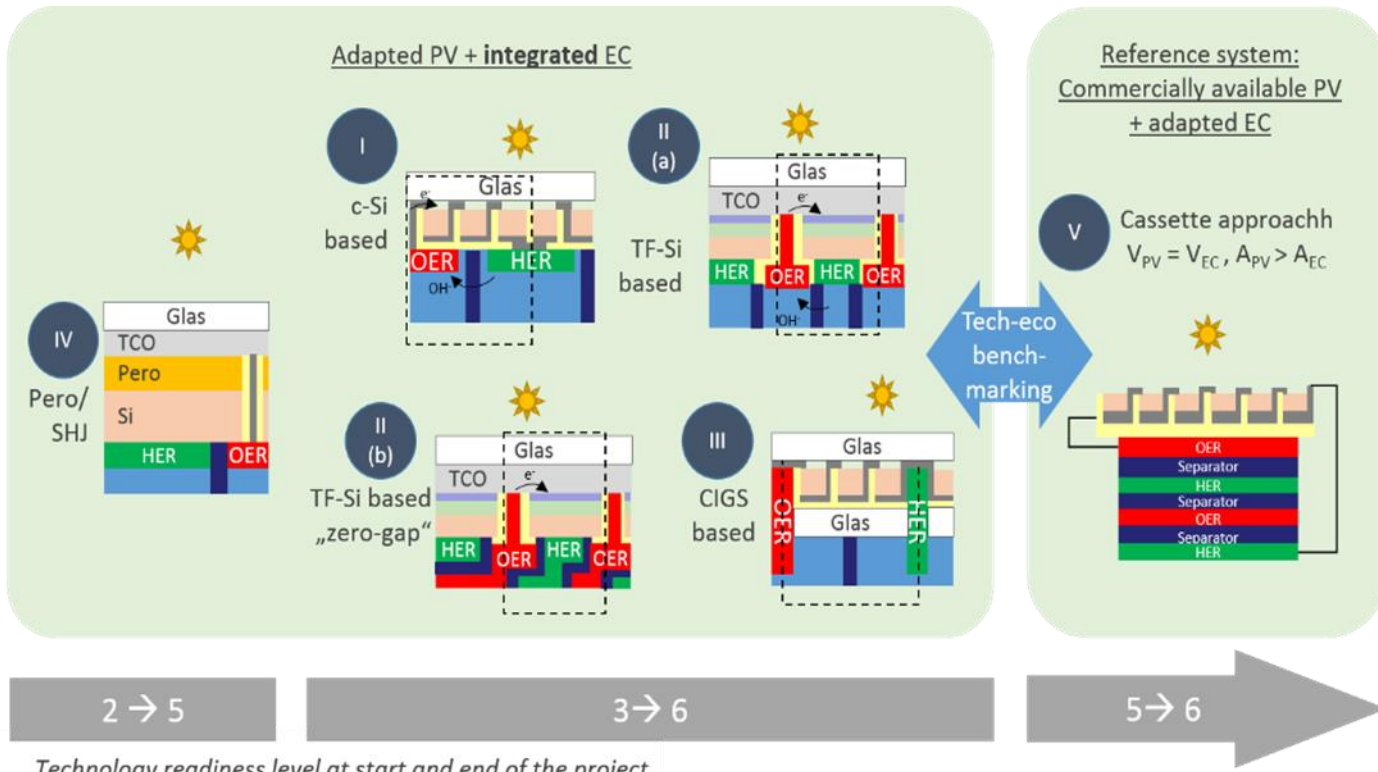 Adapted PV + integrated EC
Reference system:
Commercially available PV
+ adapted EC
I
c-Si
based
Glas
e-
OER
HER
OH-
II
(a)
TF-Si
based
Glas
TCO
e-
HER
OER
HER
OER
OH-
IV
Pero/
SHJ
Glas
TCO
Pero
Si
HER
OER
II
(b)
TF-Si based
„zero-gap“
Glas
TCO
e-
HER
OER
HER
OER
III
CIGS
based
Glas
OER
HER
Glas
Tech-eco
bench-
marking
V
Cassette approachh
V_PV = V_EC , A_PV > A_EC
OER
Separator
HER
Separator
OER
Separator
HER
2 → 5
3→ 6
5→ 6
Technology readiness level at start and end of the project